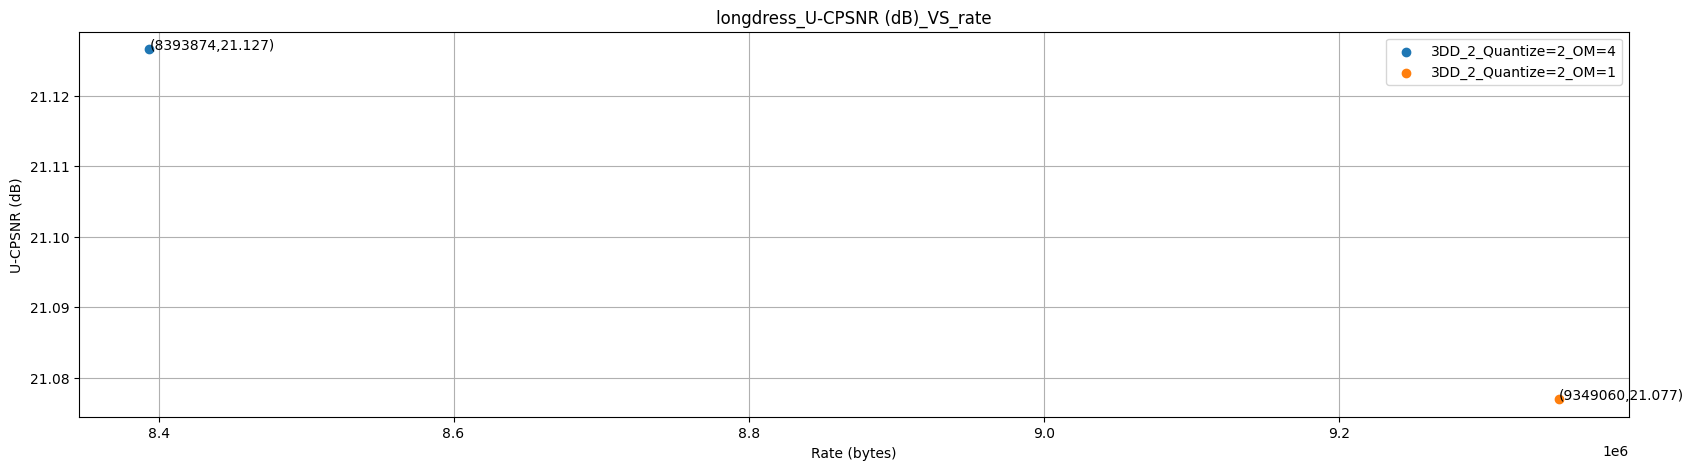 longdress_U-CPSNR (dB)_VS_rate
(8393874,21.127)
3DD_2_Quantize=2_OM=4
3DD_2_Quantize=2_OM=1
21.12
21.11
21.10
21.09
21.08
U-CPSNR (dB)
(9349060,21.077)
8.4 8.6 8.8 9.0 9.2
Rate (bytes)
1e6